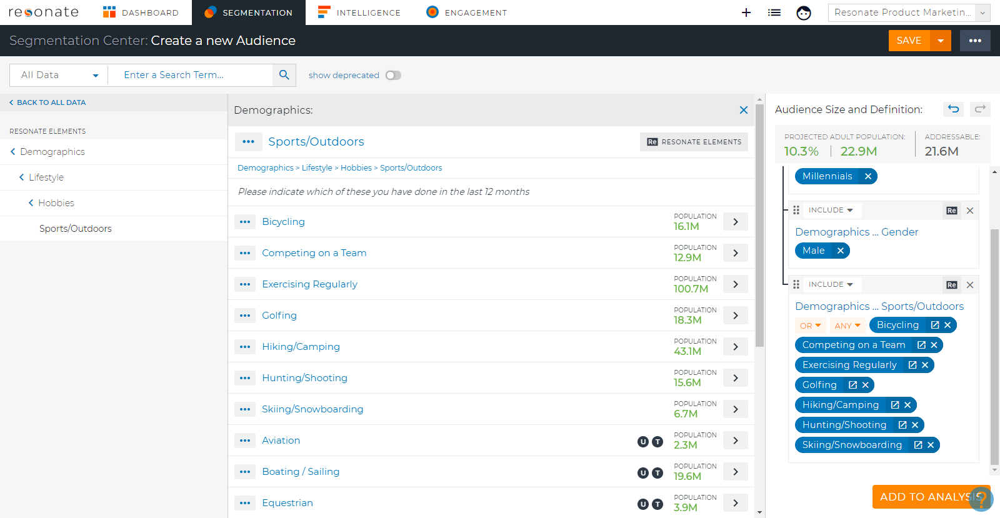 resonate
DASHBOARD
SEGMENTATION
INTELLIGENCE
ENGAGEMENT
Resonate Product Marketin...
Segmentation Center: Create a new Audience
SAVE
All Data
Enter a Search Term...
show deprecated
BACK TO ALL DATA
RESONATE ELEMENTS
Demographics
Lifestyle
Hobbies
Sports/Outdoors
Demographics:
Sports/Outdoors
Re RESONATE ELEMENTS
Demographics > Lifestyle > Hobbies > Sports/Outdoors
Please indicate which of these you have done in the last 12 months
Bicycling
POPULATION
16.1M
Competing on a Team
POPULATION
12.9M
Exercising Regularly
POPULATION
100.7M
Golfing
POPULATION
18.3M
Hiking/Camping
POPULATION
43.1M
Hunting/Shooting
POPULATION
15.6M
Skiing/Snowboarding
POPULATION
6.7M
Aviation
U T
POPULATION
2.3M
Boating / Sailing
U T
POPULATION
19.6M
Equestrian
U T
POPULATION
3.9M
Audience Size and Definition:
PROJECTED ADULT POPULATION:
10.3% | 22.9M
ADDRESSABLE:
21.6M
Millennials
INCLUDE
Re
Demographics ... Gender
Male
INCLUDE
Re
Demographics ... Sports/Outdoors
OR ANY Bicycling
Competing on a Team
Exercising Regularly
Golfing
Hiking/Camping
Hunting/Shooting
Skiing/Snowboarding
ADD TO ANALYSIS
?